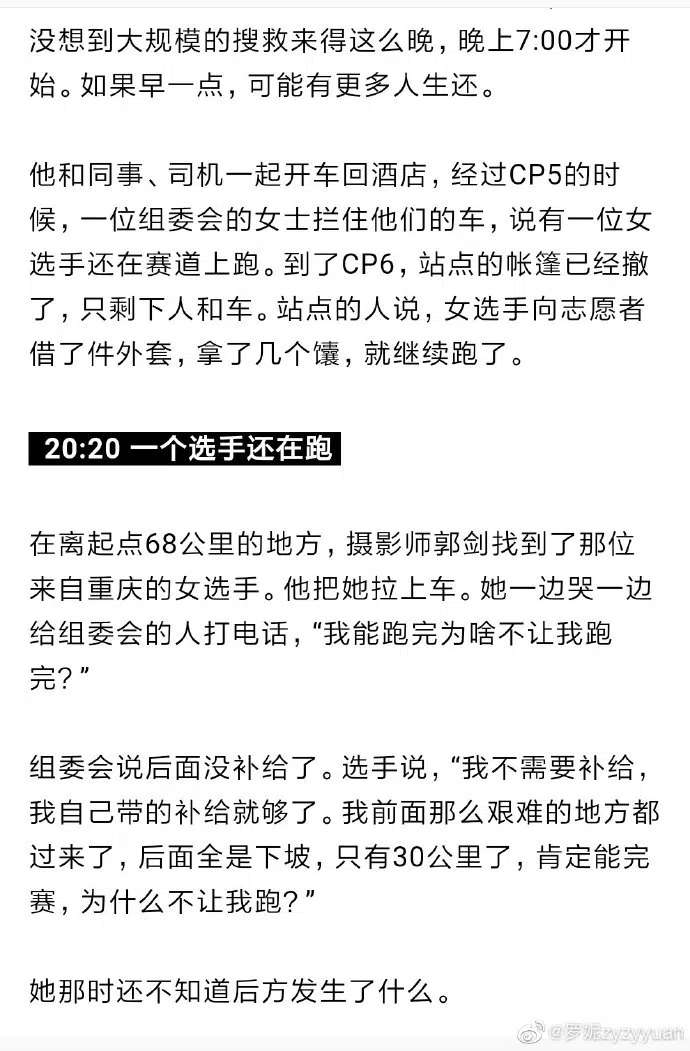 没想到大规模的搜救来得这么晚，晚上7:00才开
始。如果早一点，可能有更多人生还。
他和同事、司机一起开车回酒店，经过CP5的时
候，一位组委会的女士拦住他们的车，说有一位女
选手还在赛道上跑。到了CP6，站点的帐篷已经撤
了，只剩下人和车。站点的人说，女选手向志愿者
借了件外套，拿了几个馕，就继续跑了。
20:20 一个选手还在跑
在离起点68公里的地方，摄影师郭剑找到了那位
来自重庆的女选手。他把她拉上车。她一边哭一边
给组委会的人打电话，“我能跑完为啥不让我跑
完？”
组委会说后面没补给了。选手说，“我不需要补给，
我自己带的补给就够了。我前面那么艰难的地方都
过来了，后面全是下坡，只有30公里了，肯定能完
赛，为什么不让我跑？”
她那时还不知道后方发生了什么。
@罗妮zyzyyuan